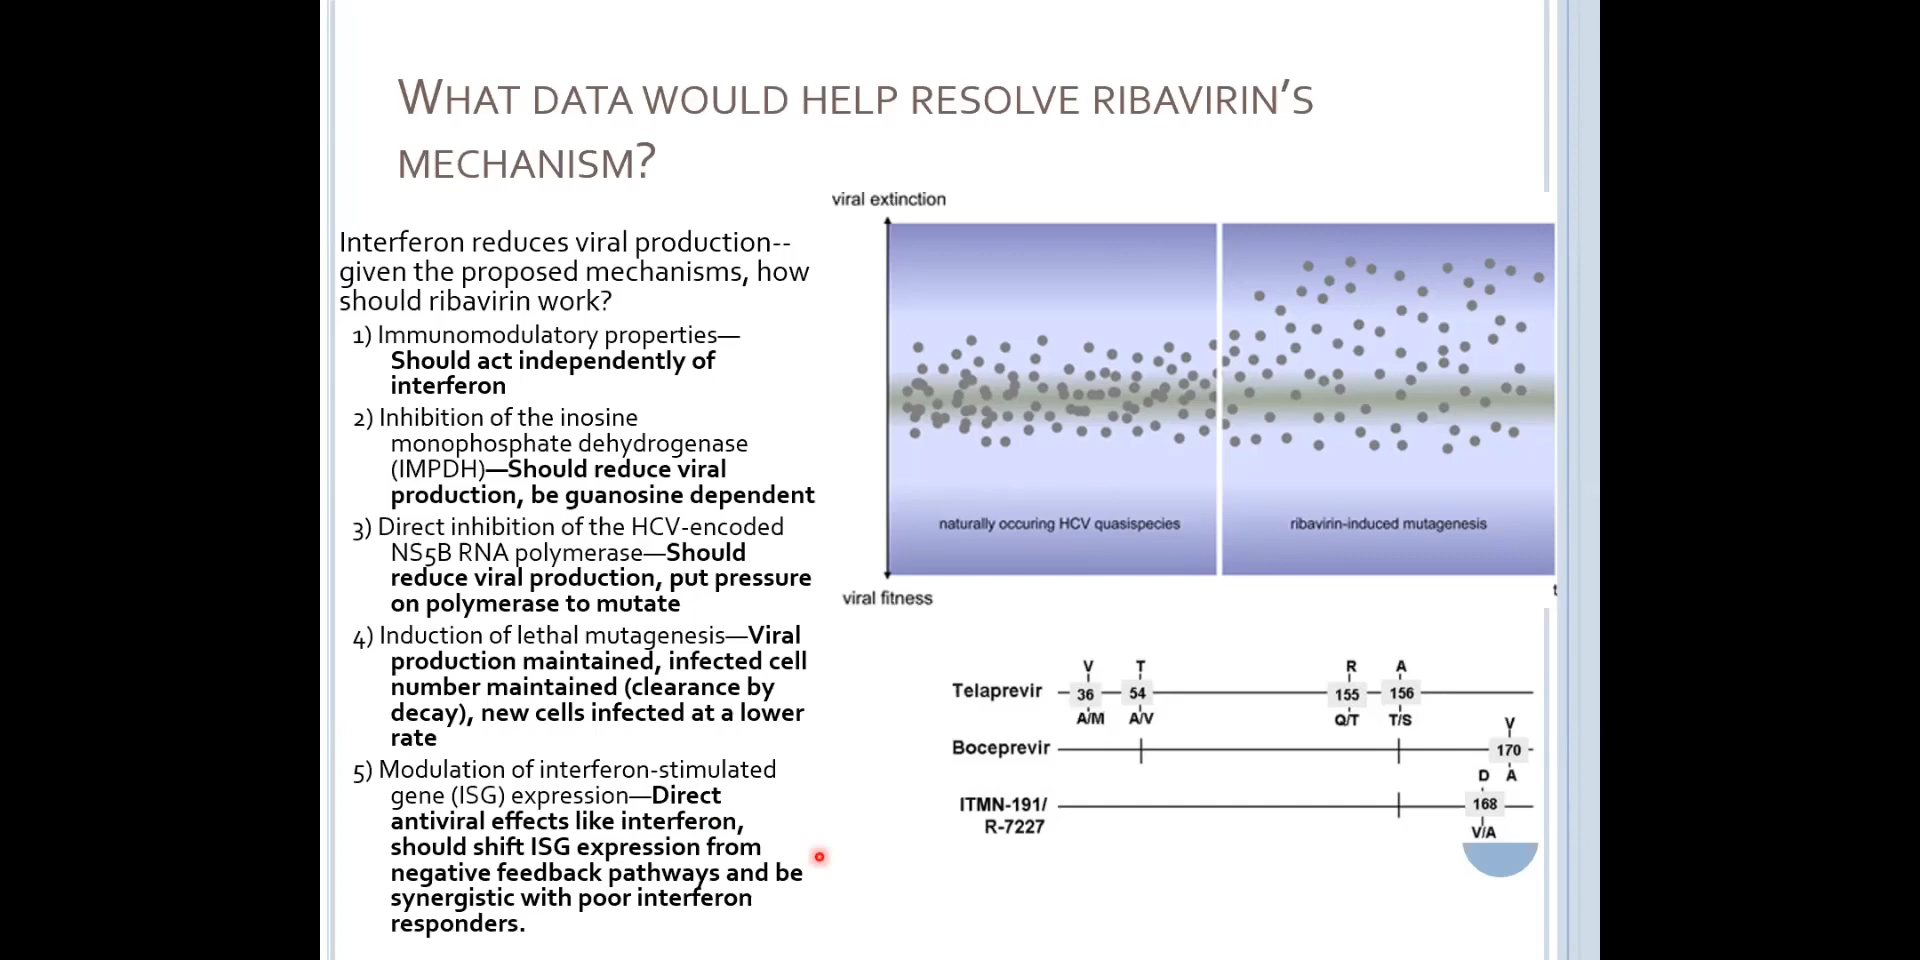 WHAT DATA WOULD HELP RESOLVE RIBAVIRIN'S
MECHANISM?
Interferon reduces viral production--
given the proposed mechanisms, how
should ribavirin work?
1) Immunomodulatory properties—
Should act independently of
interferon
2) Inhibition of the inosine
monophosphate dehydrogenase
(IMPDH)—Should reduce viral
production, be guanosine dependent
3) Direct inhibition of the HCV-encoded
NS5B RNA polymerase—Should
reduce viral production, put pressure
on polymerase to mutate
4) Induction of lethal mutagenesis—Viral
production maintained, infected cell
number maintained (clearance by
decay), new cells infected at a lower
rate
5) Modulation of interferon-stimulated
gene (ISG) expression—Direct
antiviral effects like interferon,
should shift ISG expression from
negative feedback pathways and be
synergistic with poor interferon
responders.
viral extinction
naturally occuring HCV quasispecies
ribavirin-induced mutagenesis
t
viral fitness
V T R A
Telaprevir 36 54 155 156
A/M A/V Q/T T/S
V
Boceprevir 170
D A
ITMN-191/ 168
R-7227
V/A